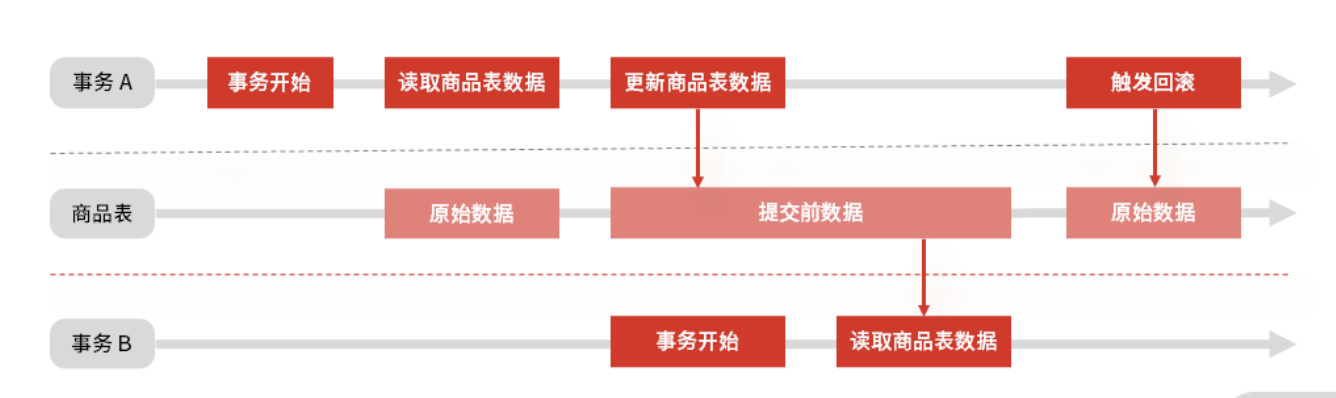 事务 A
事务开始
读取商品表数据
更新商品表数据
触发回滚
商品表
原始数据
提交前数据
原始数据
事务 B
事务开始
读取商品表数据